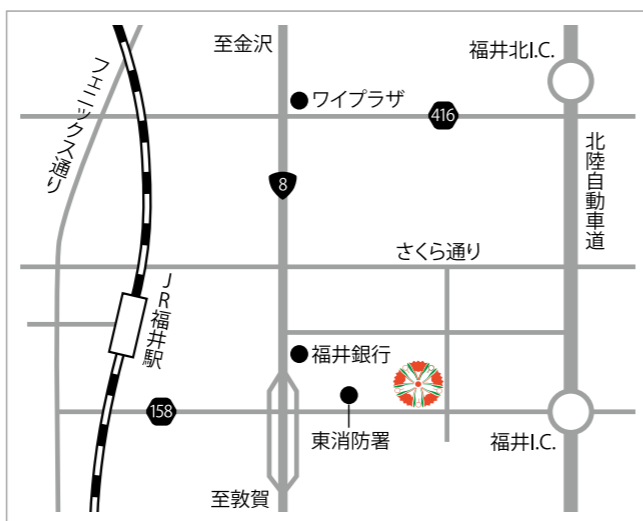 至金沢
福井北I.C.
ワイプラザ
416
フェニックス通り
北陸自動車道
8
さくら通り
JR福井駅
福井銀行
158
東消防署
福井I.C.
至敦賀